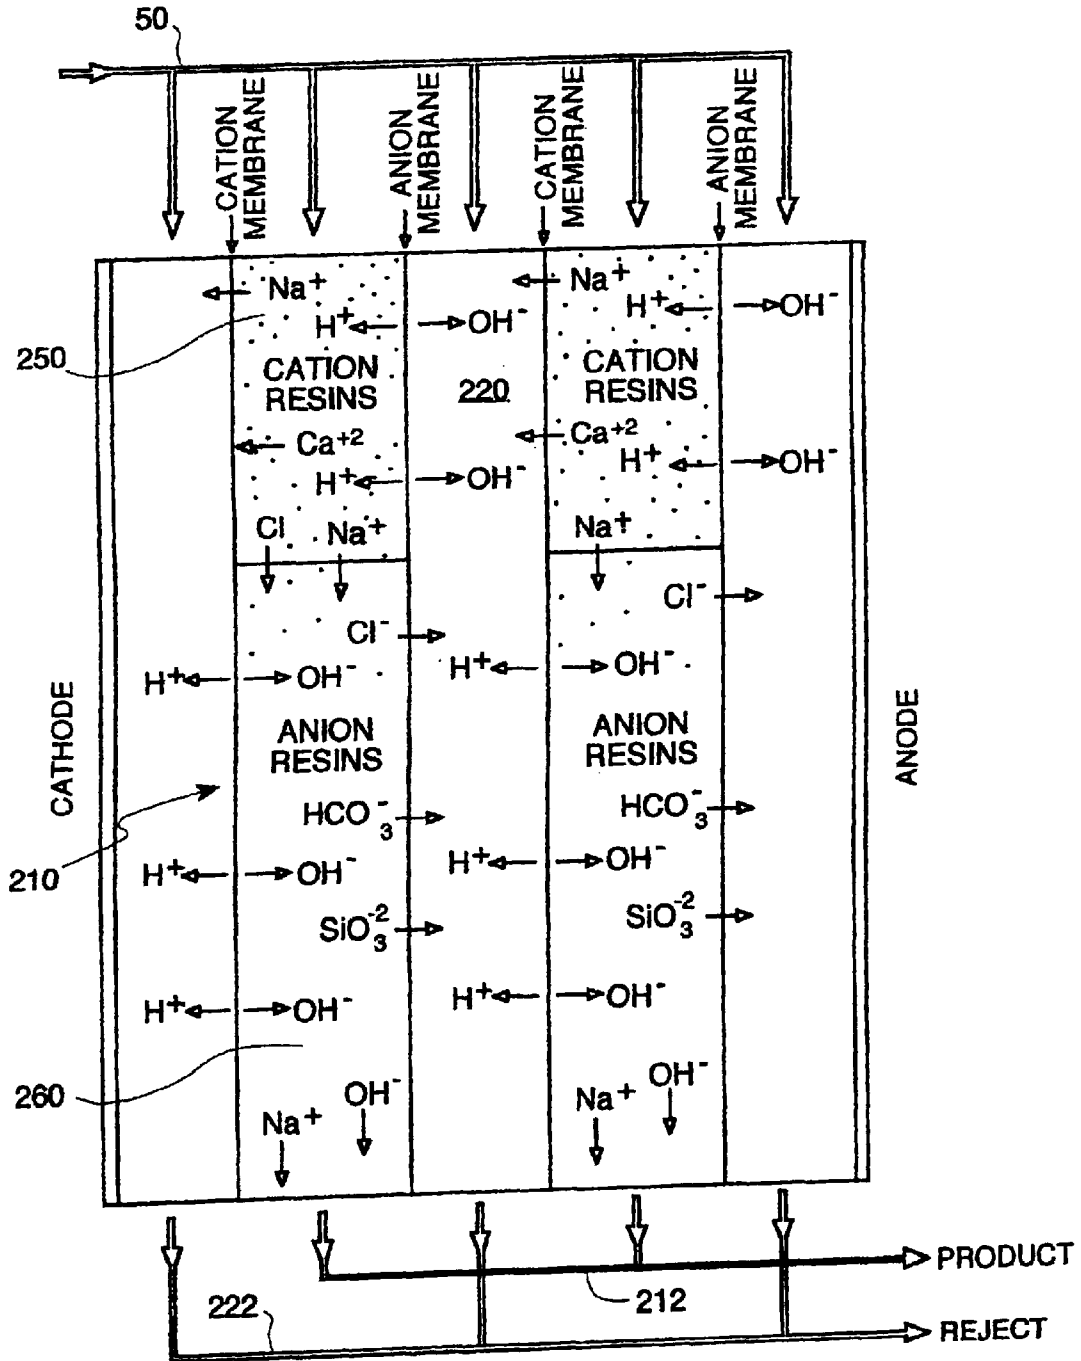 50
CATION
MEMBRANE
ANION
MEMBRANE
CATION
MEMBRANE
ANION
MEMBRANE
Na+
Na+
H+
OH-
H+
OH-
250
CATION
RESINS
220
CATION
RESINS
Ca+2
Ca+2
H+
OH-
H+
OH-
Cl
Na+
Na+
Cl-
Cl-
H+
OH-
H+
OH-
CATHODE
ANION
RESINS
ANION
RESINS
ANODE
HCO3-
HCO3-
210
H+
OH-
H+
OH-
SiO3-2
SiO3-2
H+
OH-
H+
OH-
260
Na+
OH-
Na+
OH-
PRODUCT
212
222
REJECT